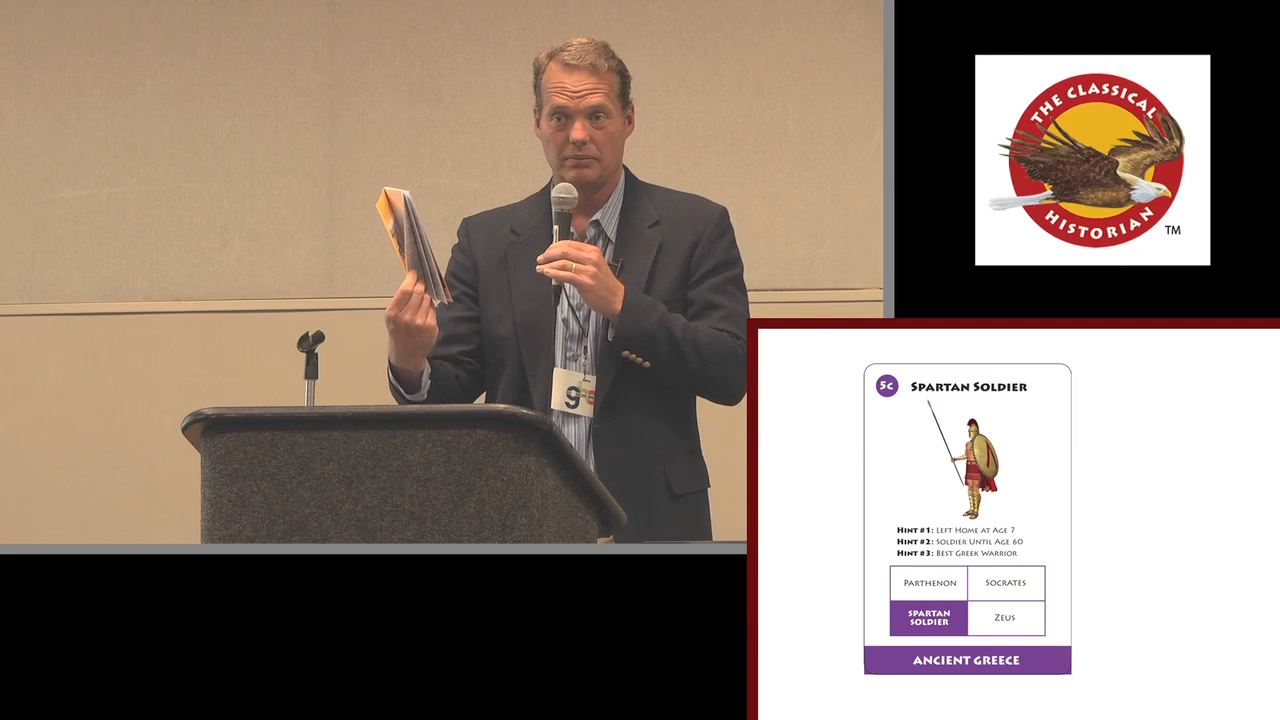 THE CLASSICAL
HISTORIAN
TM
5c SPARTAN SOLDIER
HINT #1: LEFT HOME AT AGE 7
HINT #2: SOLDIER UNTIL AGE 60
HINT #3: BEST GREEK WARRIOR
PARTHENON SOCRATES
SPARTAN
SOLDIER
ZEUS
ANCIENT GREECE